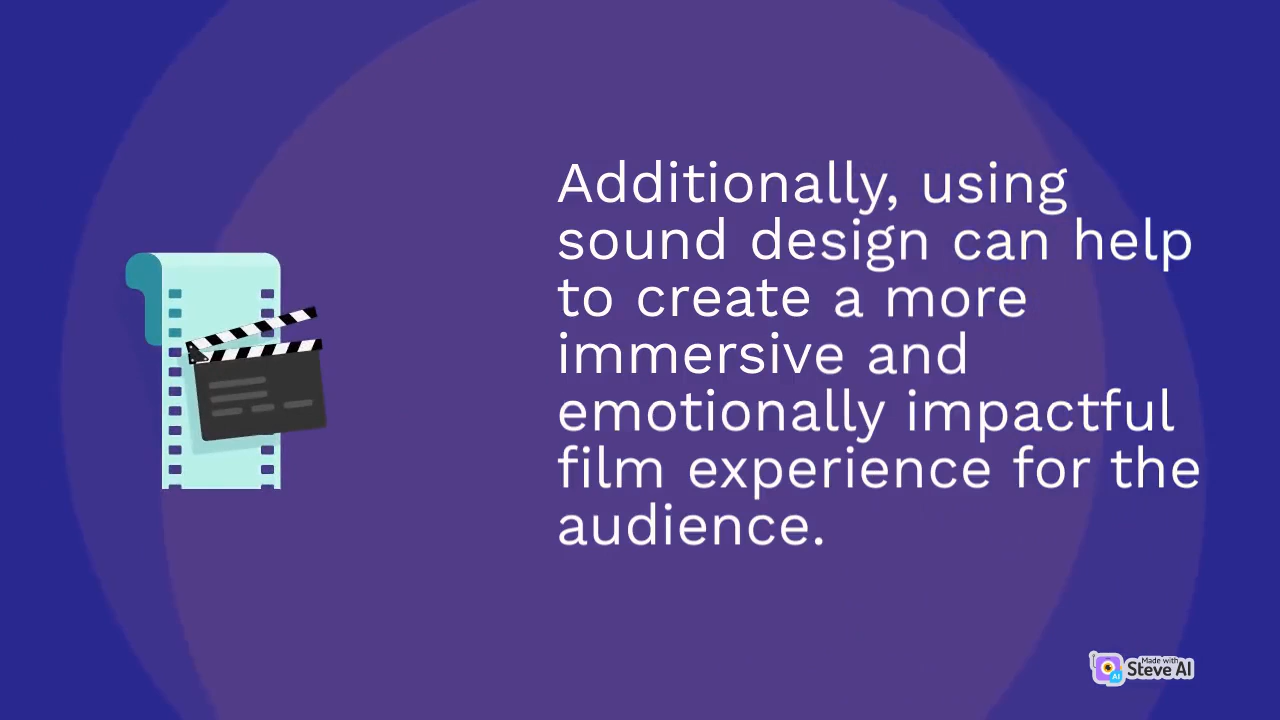 Additionally, using
sound design can help
to create a more
immersive and
emotionally impactful
film experience for the
audience.
Made with
Steve AI
AI